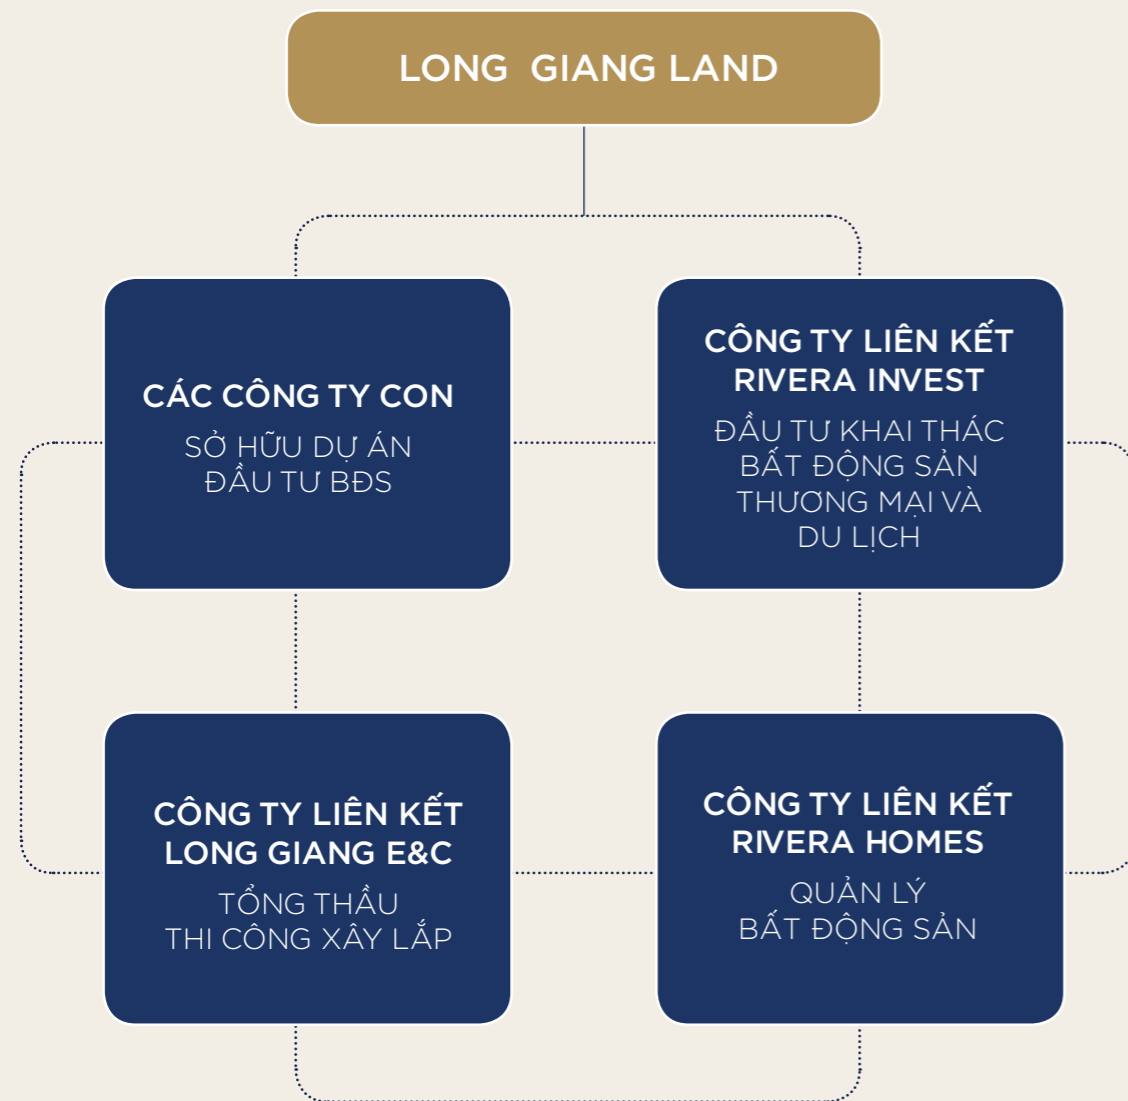 LONG GIANG LAND
CÁC CÔNG TY CON
SỞ HỮU DỰ ÁN
ĐẦU TƯ BĐS
CÔNG TY LIÊN KẾT
RIVERA INVEST
ĐẦU TƯ KHAI THÁC
BẤT ĐỘNG SẢN
THƯƠNG MẠI VÀ
DU LỊCH
CÔNG TY LIÊN KẾT
LONG GIANG E&C
TỔNG THẦU
THI CÔNG XÂY LẮP
CÔNG TY LIÊN KẾT
RIVERA HOMES
QUẢN LÝ
BẤT ĐỘNG SẢN